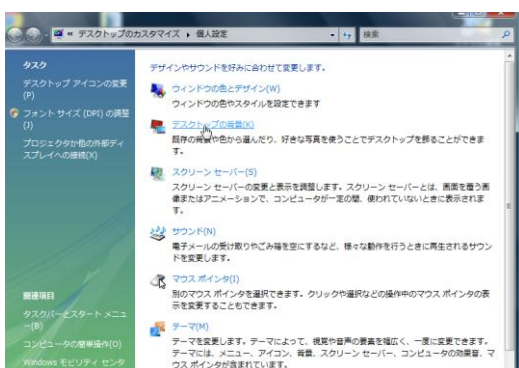 « デスクトップのカスタマイズ ▸ 個人設定
検索
タスク
デスクトップ アイコンの変更
(P)
フォント サイズ (DPI) の調整
(J)
プロジェクタか他の外部ディ
スプレイへの接続(X)
関連項目
タスクバーとスタート メニュ
ー(B)
コンピュータの簡単操作(O)
Windows モビリティ センタ
デザインやサウンドを好みに合わせて変更します。
ウィンドウの色とデザイン(W)
ウィンドウの色やスタイルを設定できます
デスクトップの背景(K)
既存の背景や色から選んだり、好きな写真を使うことでデスクトップを飾ることができま
す。
スクリーン セーバー(S)
スクリーン セーバーの変更と表示を調整します。スクリーン セーバーとは、画面を覆う画
像またはアニメーションで、コンピュータが一定の間、使われていないときに表示されま
す。
サウンド(N)
電子メールの受け取りやごみ箱を空にするなど、様々な動作を行うときに再生されるサウン
ドを変更します。
マウス ポインタ(I)
別のマウス ポインタを選択できます。クリックや選択などの操作中のマウス ポインタの表
示を変更することもできます。
テーマ(M)
テーマを変更します。テーマによって、視覚や音声の要素を幅広く、一度に変更できます。
テーマには、メニュー、アイコン、背景、スクリーン セーバー、コンピュータの効果音、マ
ウス ポインタが含まれています。